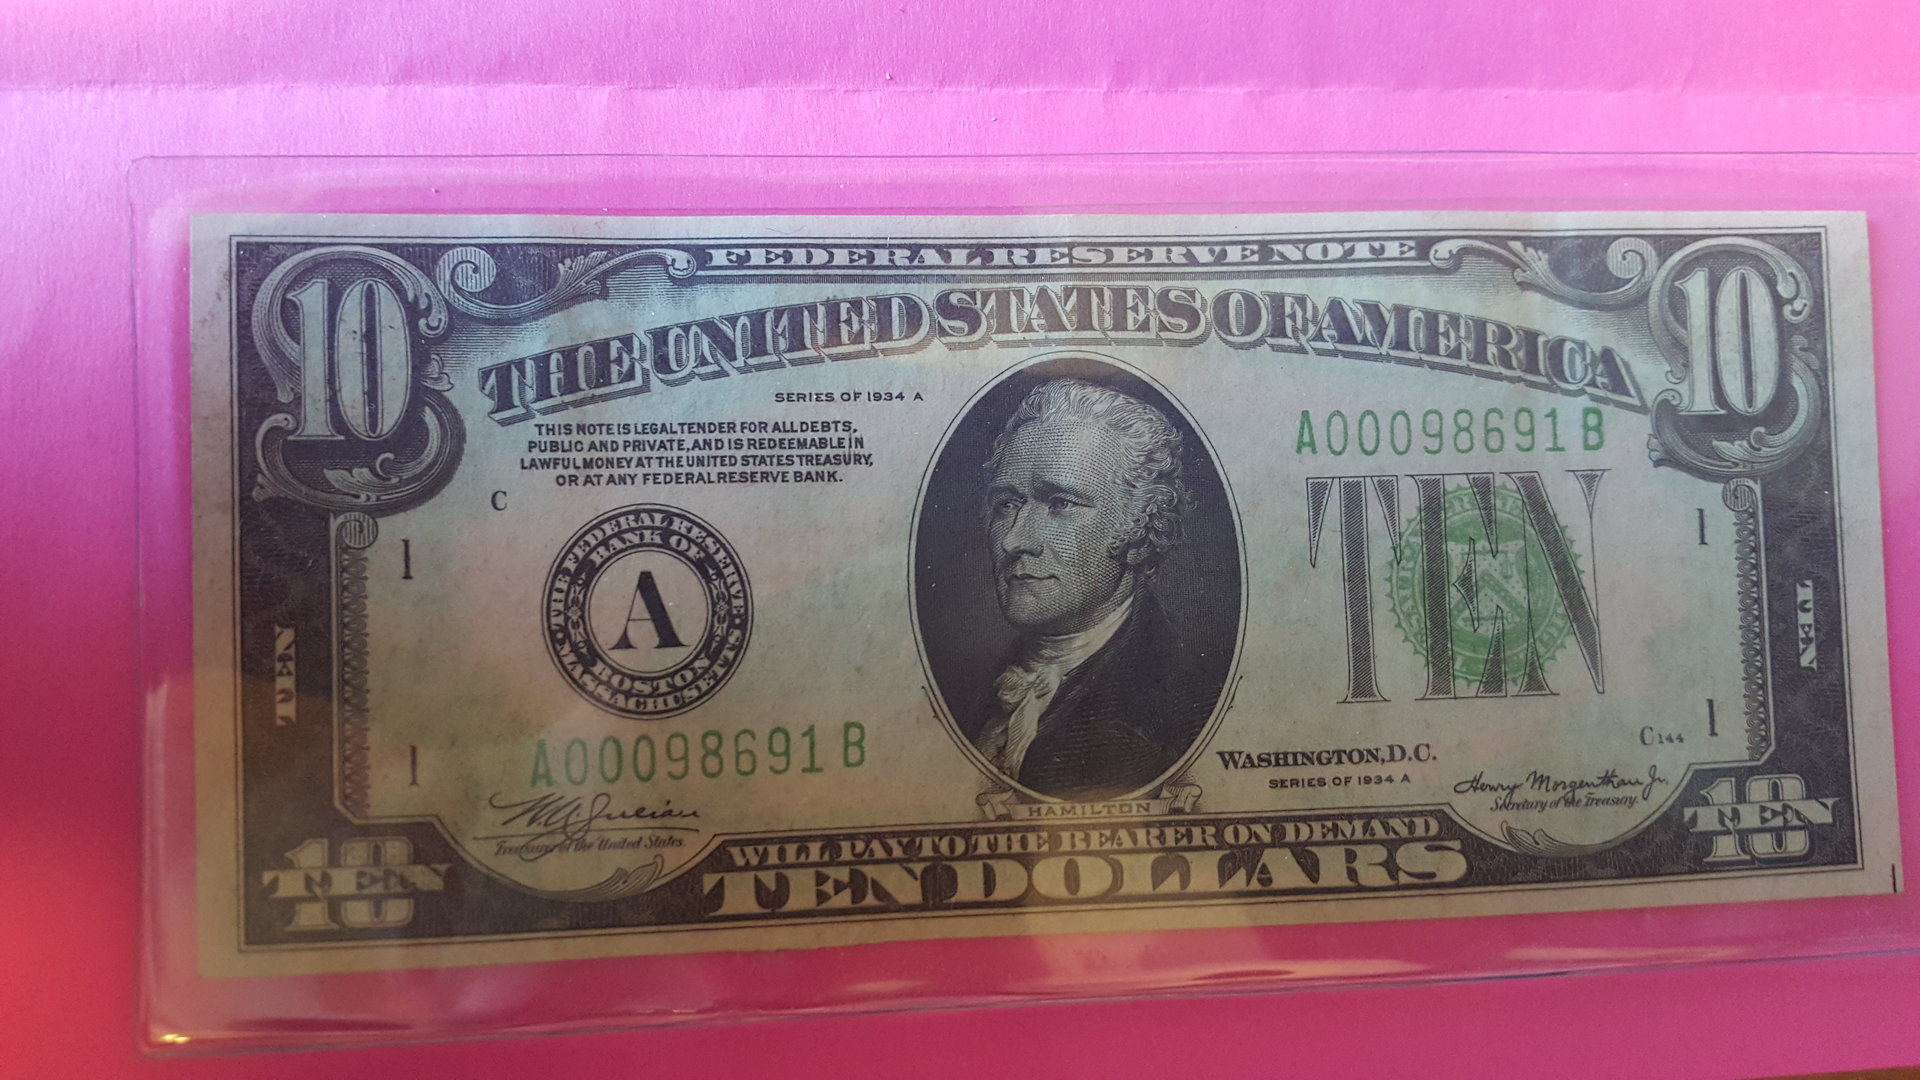 FEDERAL RESERVE NOTE
10
10
THE UNITED STATES OF AMERICA
SERIES OF 1934 A
THIS NOTE IS LEGAL TENDER FOR ALL DEBTS,
PUBLIC AND PRIVATE, AND IS REDEEMABLE IN
LAWFUL MONEY AT THE UNITED STATES TREASURY,
OR AT ANY FEDERAL RESERVE BANK.
A00098691B
C
1
1
THE FEDERAL RESERVE
BANK OF
A
BOSTON
MASSACHUSETTS
TEN
TEN
TEN
1
1
A00098691B
WASHINGTON, D.C.
C144
SERIES OF 1934 A
W. A. Julian
Treasurer of the United States.
Henry Morgenthau Jr.
Secretary of the Treasury.
HAMILTON
WILL PAY TO THE BEARER ON DEMAND
TEN DOLLARS
10
TEN
10
TEN